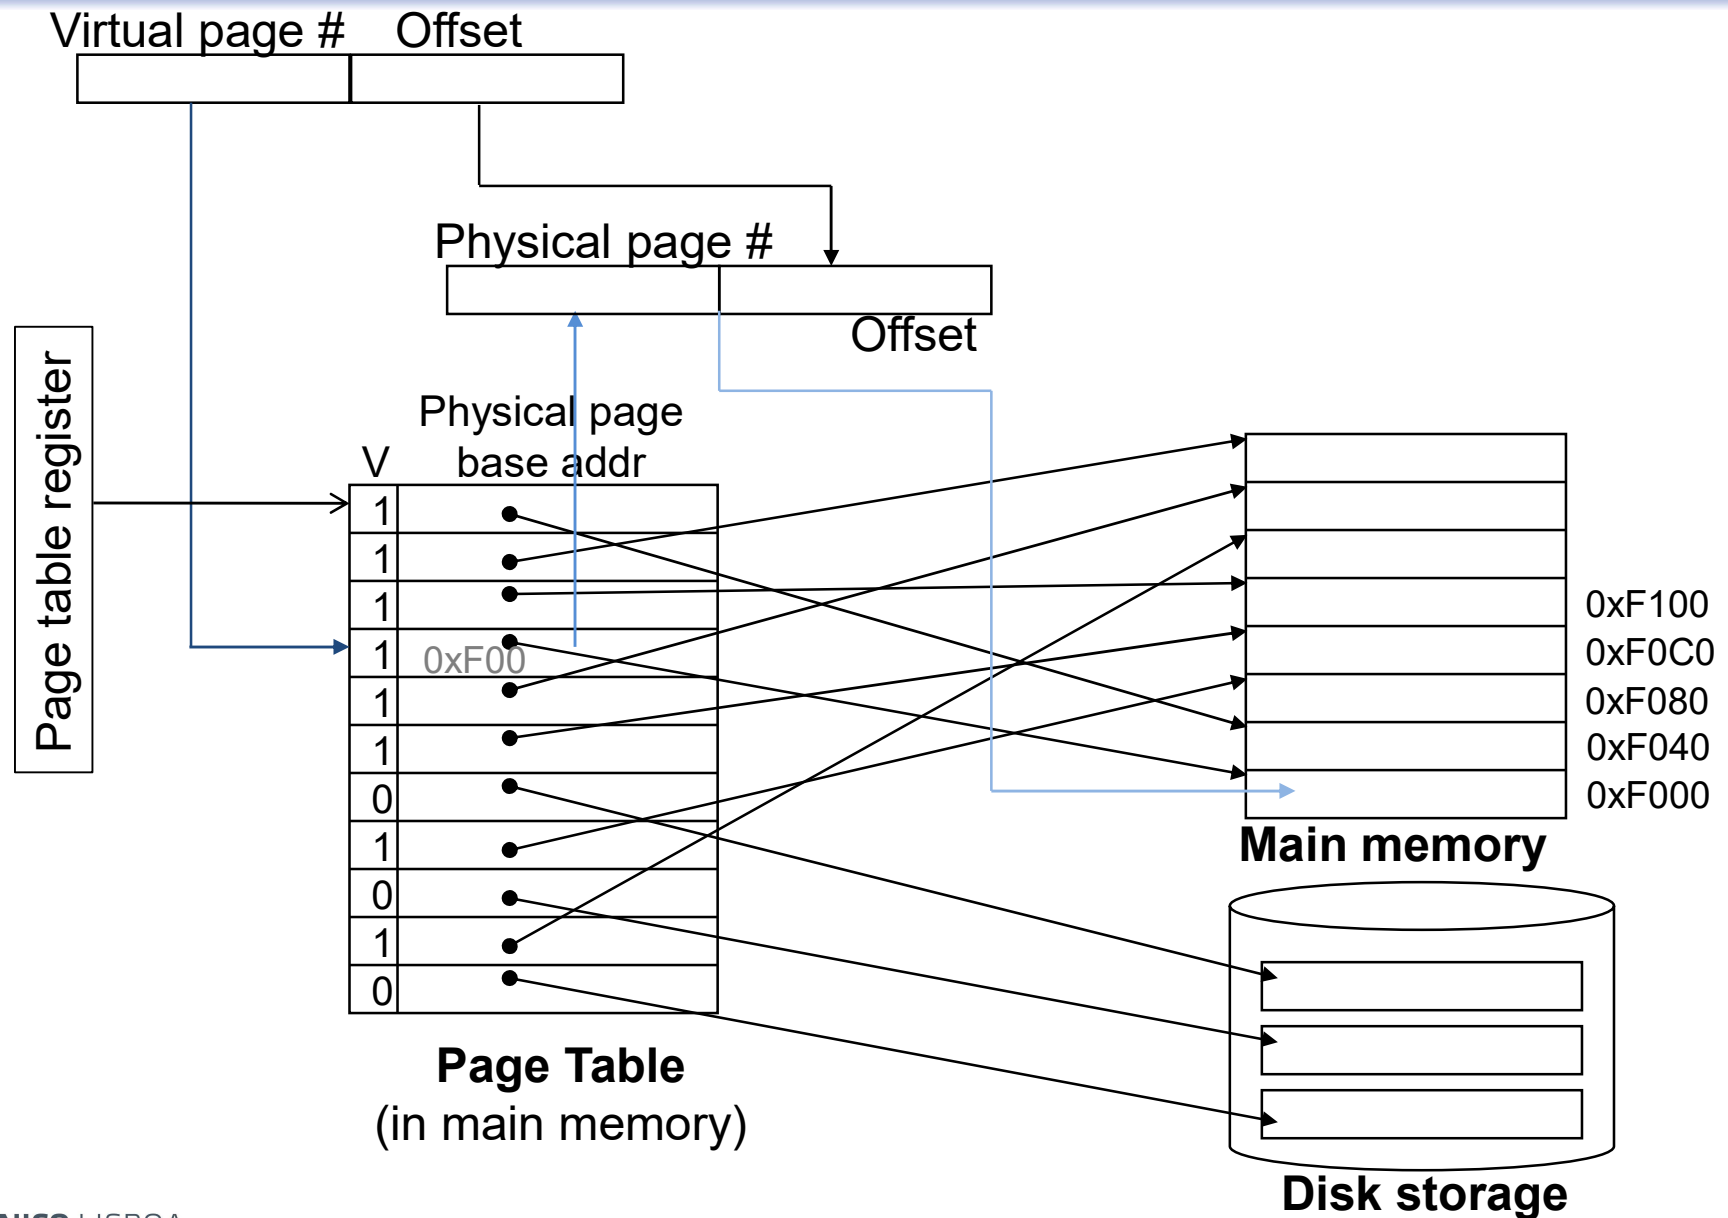 Virtual page # Offset
Physical page #
Offset
Page table register
Physical page
V base addr
1
1
1
1 0xF00
1
1
0
1
0
1
0
0xF100
0xF0C0
0xF080
0xF040
0xF000
Main memory
Page Table
(in main memory)
Disk storage